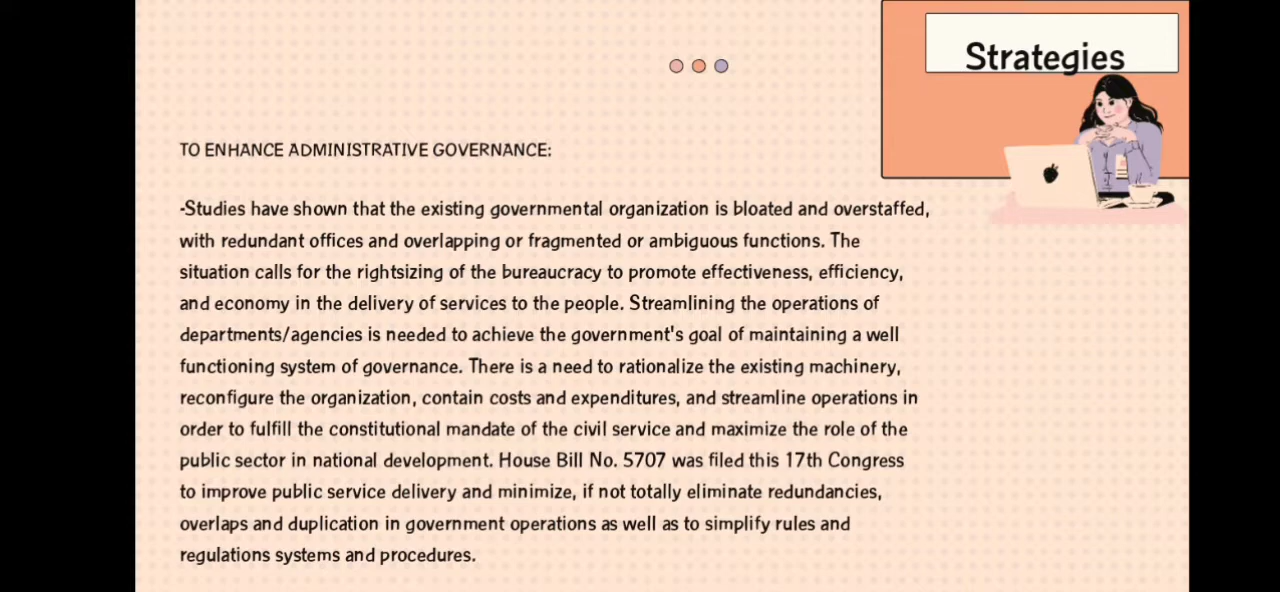 Strategies
TO ENHANCE ADMINISTRATIVE GOVERNANCE:
-Studies have shown that the existing governmental organization is bloated and overstaffed,
with redundant offices and overlapping or fragmented or ambiguous functions. The
situation calls for the rightsizing of the bureaucracy to promote effectiveness, efficiency,
and economy in the delivery of services to the people. Streamlining the operations of
departments/agencies is needed to achieve the government's goal of maintaining a well
functioning system of governance. There is a need to rationalize the existing machinery,
reconfigure the organization, contain costs and expenditures, and streamline operations in
order to fulfill the constitutional mandate of the civil service and maximize the role of the
public sector in national development. House Bill No. 5707 was filed this 17th Congress
to improve public service delivery and minimize, if not totally eliminate redundancies,
overlaps and duplication in government operations as well as to simplify rules and
regulations systems and procedures.